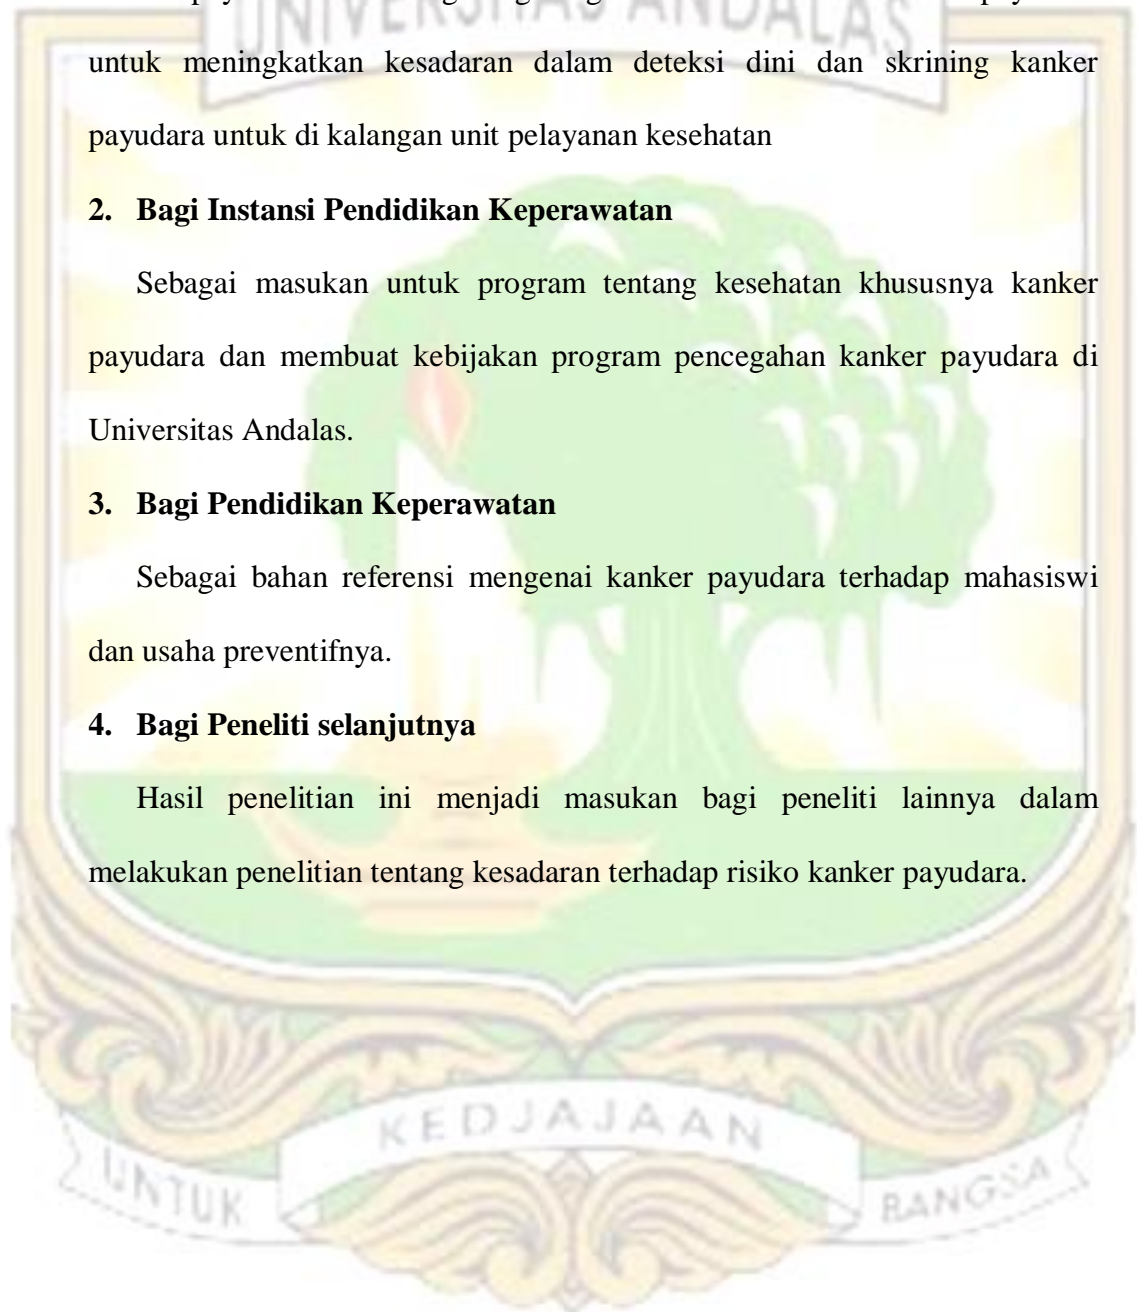 UNIVERSITAS ANDALAS
untuk meningkatkan kesadaran dalam deteksi dini dan skrining kanker
payudara untuk di kalangan unit pelayanan kesehatan
2. Bagi Instansi Pendidikan Keperawatan
Sebagai masukan untuk program tentang kesehatan khususnya kanker
payudara dan membuat kebijakan program pencegahan kanker payudara di
Universitas Andalas.
3. Bagi Pendidikan Keperawatan
Sebagai bahan referensi mengenai kanker payudara terhadap mahasiswi
dan usaha preventifnya.
4. Bagi Peneliti selanjutnya
Hasil penelitian ini menjadi masukan bagi peneliti lainnya dalam
melakukan penelitian tentang kesadaran terhadap risiko kanker payudara.
UNTUK KEDJAJAAN BANGSA